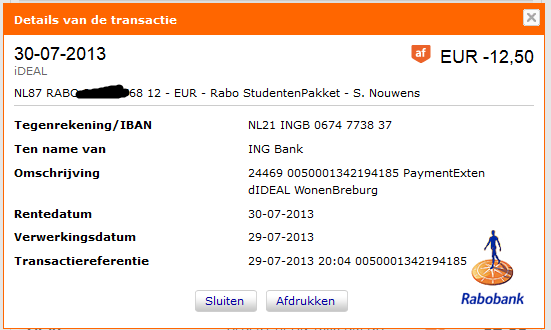 Details van de transactie
30-07-2013
af EUR -12,50
iDEAL
NL87 RABO 68 12 - EUR - Rabo StudentenPakket - S. Nouwens
Tegenrekening/IBAN NL21 INGB 0674 7738 37
Ten name van ING Bank
Omschrijving 24469 0050001342194185 PaymentExten
dIDEAL WonenBreburg
Rentedatum 30-07-2013
Verwerkingsdatum 29-07-2013
Transactiereferentie 29-07-2013 20:04 0050001342194185
Rabobank
Sluiten Afdrukken